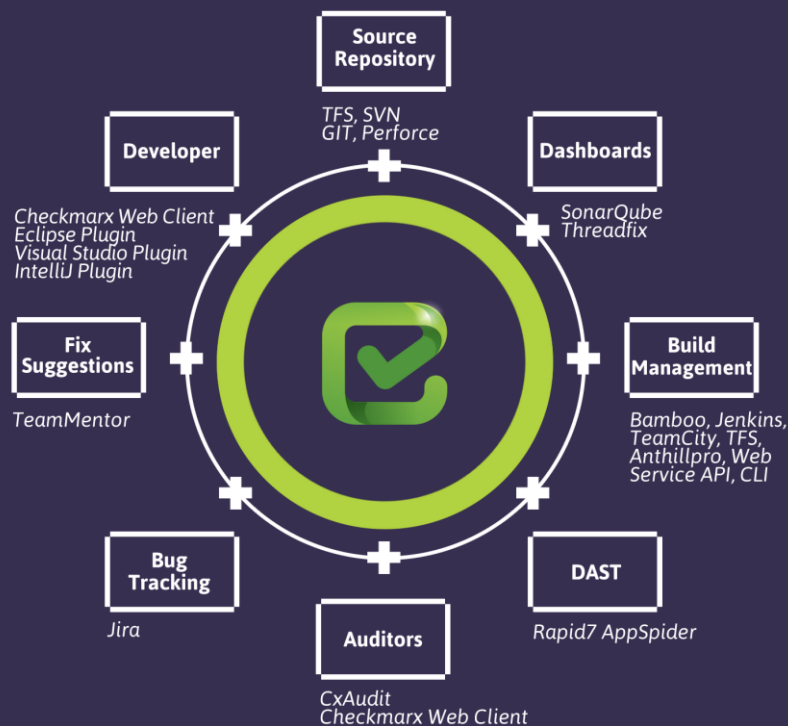 Source
Repository
TFS, SVN
GIT, Perforce
Developer
Checkmarx Web Client
Eclipse Plugin
Visual Studio Plugin
IntelliJ Plugin
Dashboards
SonarQube
Threadfix
Fix
Suggestions
TeamMentor
Build
Management
Bamboo, Jenkins,
TeamCity, TFS,
Anthillpro, Web
Service API, CLI
Bug
Tracking
Jira
Auditors
CxAudit
Checkmarx Web Client
DAST
Rapid7 AppSpider